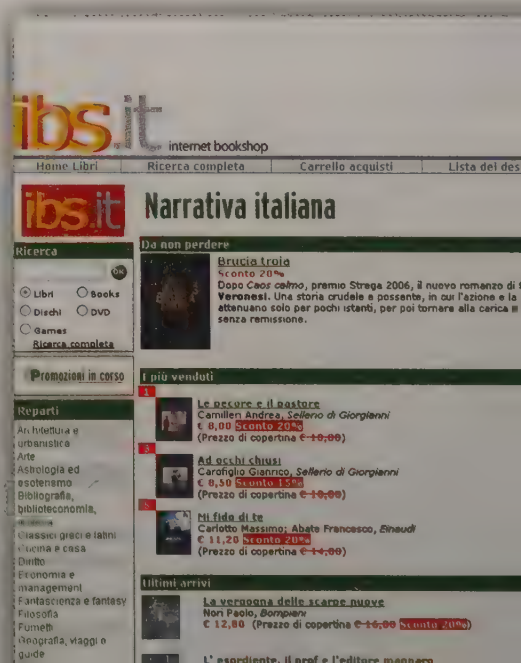 ibs.it
internet bookshop
Home Libri
Ricerca completa
Carrello acquisti
Lista dei des
ibs.it
Narrativa italiana
Ricerca
OK
Libri
Books
Dischi
DVD
Games
Ricerca completa
Promozioni in corso
Reparti
Architettura e
urbanistica
Arte
Astrologia ed
esoterismo
Bibliografia,
biblioteconomia,
Classici greci e latini
Cucina e casa
Diritto
Economia e
management
Fantascienza e fantasy
Filosofia
Fumetti
Geografia, viaggi o
guide
Da non perdere
Brucia troia
Sconto 20%
Dopo Caos calmo, premio Strega 2006, il nuovo romanzo di
Veronesi. Una storia crudele a possente, in cui l'azione e la
attenuano solo per pochi istanti, per poi tornare alla carica
senza remissione.
I più venduti
1
Le pecore e il pastore
Camilleri Andrea, Sellerio di Giorgianni
€ 8,00 Sconto 20%
(Prezzo di copertina € 10,00)
3
Ad occhi chiusi
Carofiglio Gianrico, Sellerio di Giorgianni
€ 8,50 Sconto 15%
(Prezzo di copertina € 10,00)
5
Mi fido di te
Carlotto Massimo; Abate Francesco, Einaudi
€ 11,20 Sconto 20%
(Prezzo di copertina € 14,00)
Ultimi arrivi
La vergogna delle scarpe nuove
Nori Paolo, Bompiani
€ 12,80 (Prezzo di copertina € 16,00 Sconto 20%)
L' esordiente, il prof e l'editore mannaro